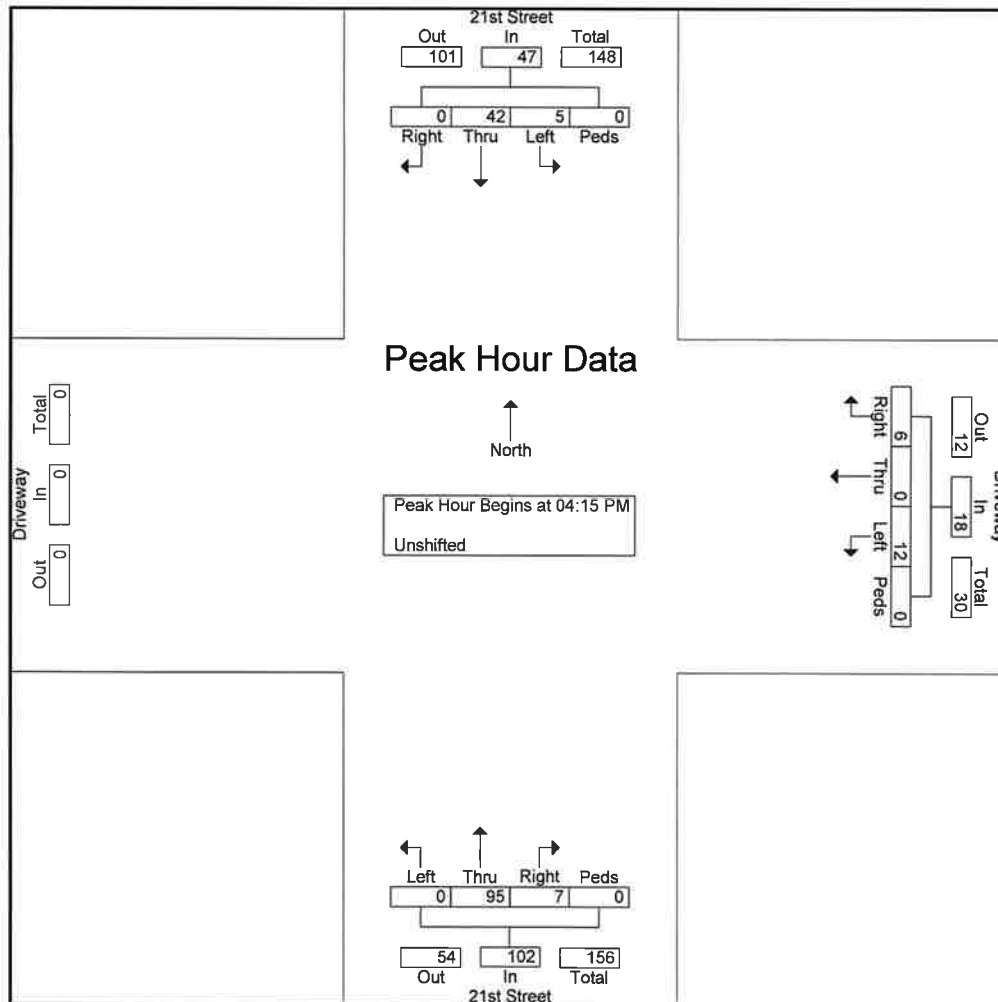 21st Street
Out In Total
101 47 148
0 42 5 0
Right Thru Left Peds
Peak Hour Data
North
Peak Hour Begins at 04:15 PM
Unshifted
Driveway
Total In Out
0 0 0
Right Thru Left Peds
6 0 12 0
Out In Total
12 18 30
Left Thru Right Peds
0 95 7 0
54 102 156
Out In Total
21st Street